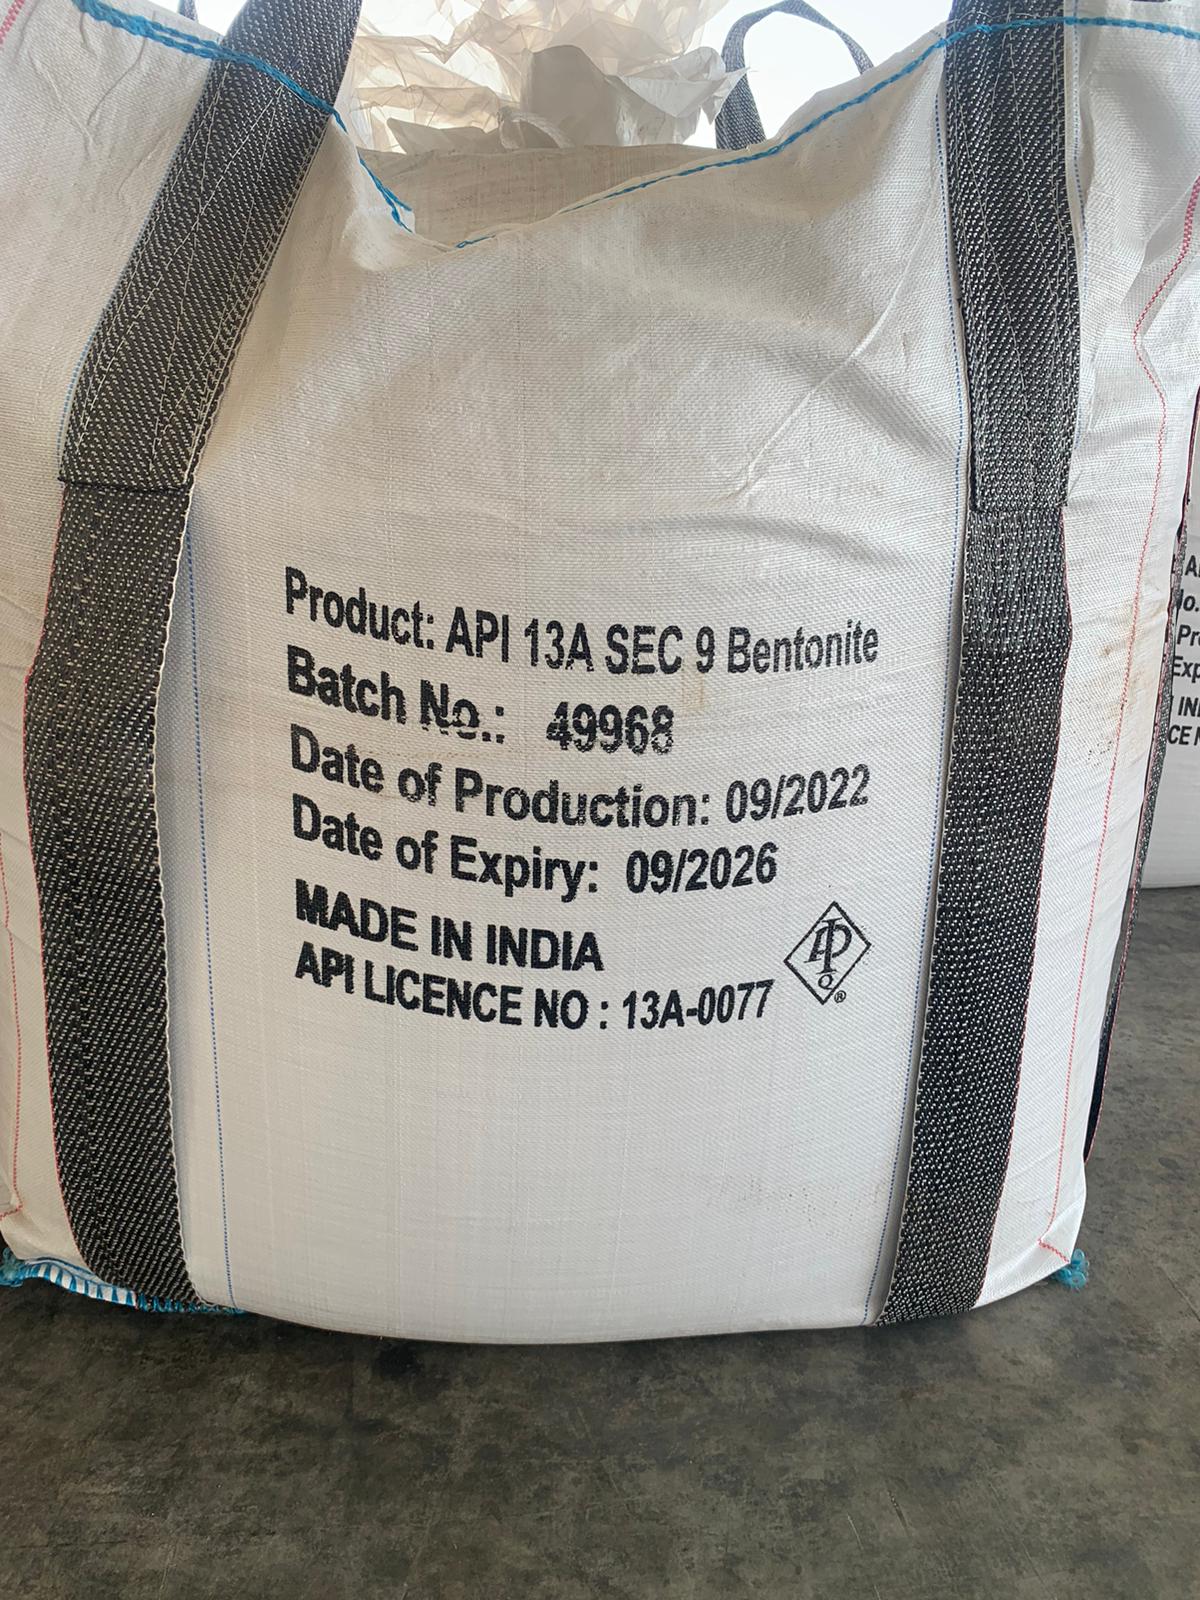 Product: API 13A SEC 9 Bentonite
Batch No.: 49968
Date of Production: 09/2022
Date of Expiry: 09/2026
MADE IN INDIA
API LICENCE NO : 13A-0077
API
Q
®